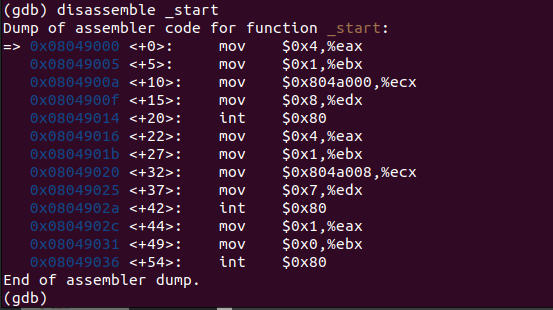 (gdb) disassemble _start
Dump of assembler code for function _start:
=> 0x08049000 <+0>: mov $0x4,%eax
0x08049005 <+5>: mov $0x1,%ebx
0x0804900a <+10>: mov $0x804a000,%ecx
0x0804900f <+15>: mov $0x8,%edx
0x08049014 <+20>: int $0x80
0x08049016 <+22>: mov $0x4,%eax
0x0804901b <+27>: mov $0x1,%ebx
0x08049020 <+32>: mov $0x804a008,%ecx
0x08049025 <+37>: mov $0x7,%edx
0x0804902a <+42>: int $0x80
0x0804902c <+44>: mov $0x1,%eax
0x08049031 <+49>: mov $0x0,%ebx
0x08049036 <+54>: int $0x80
End of assembler dump.
(gdb)